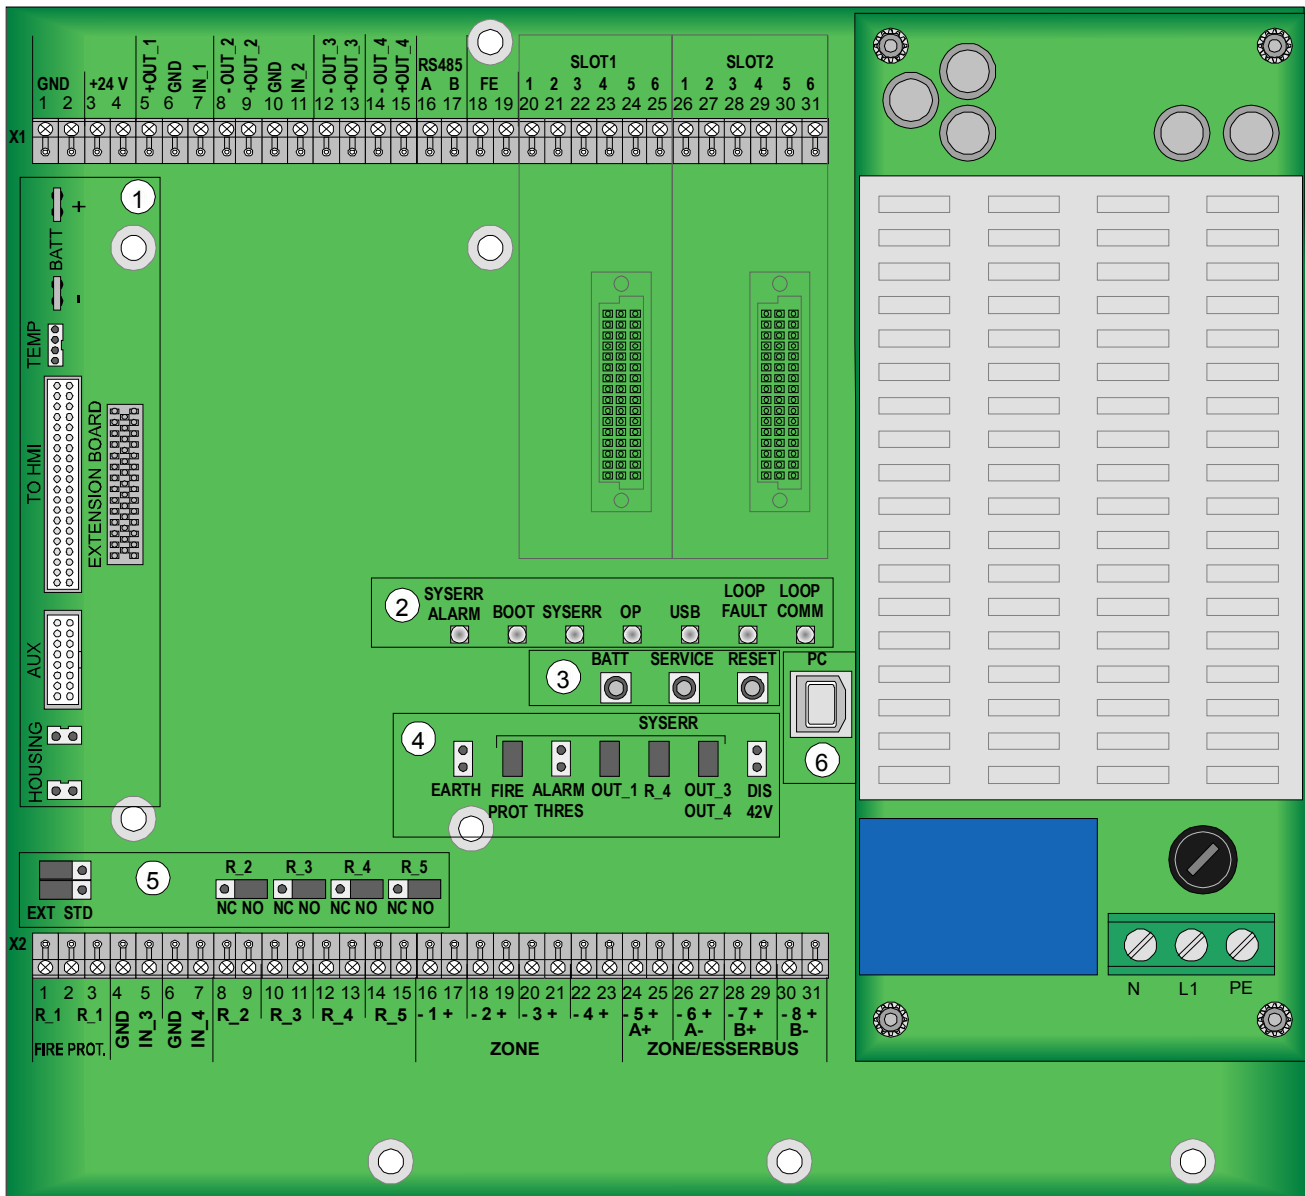 GND +24 V +OUT_1 GND IN_1 -OUT_2 +OUT_2 GND IN_2 -OUT_3 +OUT_3 -OUT_4 +OUT_4 RS485 A B FE SLOT1 1 2 3 4 5 6 SLOT2 1 2 3 4 5 6
1 2 3 4 5 6 7 8 9 10 11 12 13 14 15 16 17 18 19 20 21 22 23 24 25 26 27 28 29 30 31
X1
1
+
BATT
-
TEMP
TO HMI
EXTENSION BOARD
AUX
HOUSING
2
SYSERR ALARM
BOOT
SYSERR
OP
USB
LOOP FAULT
LOOP COMM
3
BATT
SERVICE
RESET
PC
6
4
SYSERR
EARTH
FIRE PROT
ALARM THRES
OUT_1
R_4
OUT_3 OUT_4
DIS 42V
5
EXT STD
R_2
NC NO
R_3
NC NO
R_4
NC NO
R_5
NC NO
X2
1 2 3 4 5 6 7 8 9 10 11 12 13 14 15 16 17 18 19 20 21 22 23 24 25 26 27 28 29 30 31
R_1 R_1 GND IN_3 GND IN_4 R_2 R_3 R_4 R_5 - 1 + - 2 + - 3 + - 4 + - 5 + - 6 + - 7 + - 8 +
A+ A- B+ B-
FIRE PROT. ZONE ZONE/ESSERBUS
N L1 PE